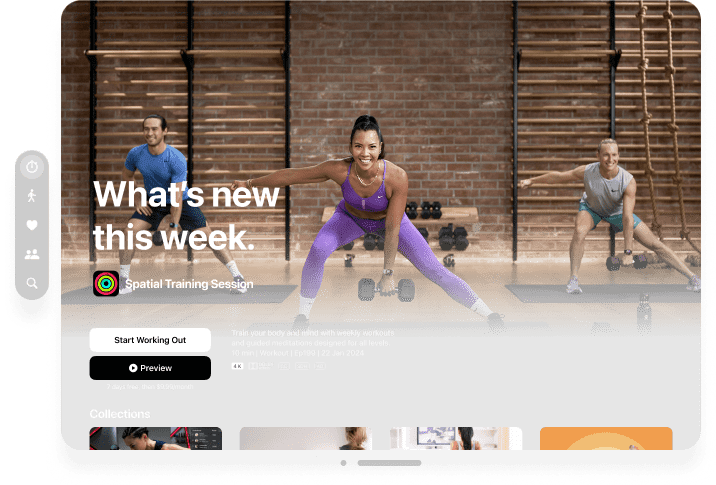 What's new
this week.
Spatial Training Session
Start Working Out
Preview
Train your body and mind with weekly workouts
and guided meditations designed for all levels.
4K
Collections